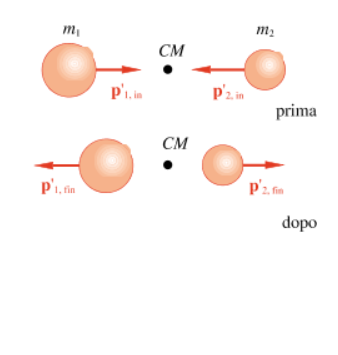 m₁ m₂
CM
p'₁, in p'₂, in
prima
CM
p'₁, fin p'₂, fin
dopo